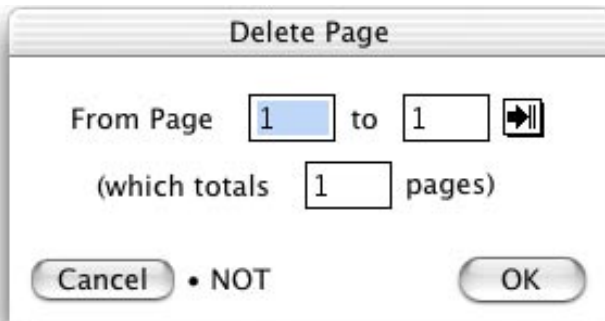 Delete Page
From Page 1 to 1
(which totals 1 pages)
Cancel • NOT OK